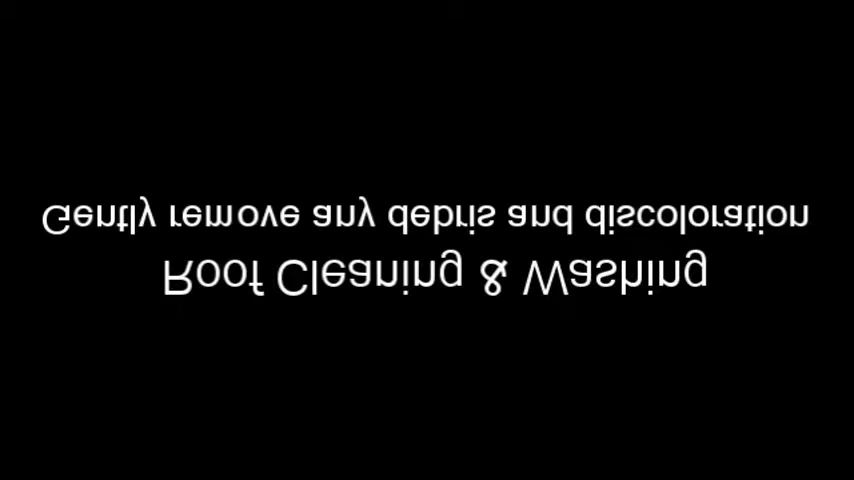 Roof Cleaning & Washing
Gently remove any debris and discoloration